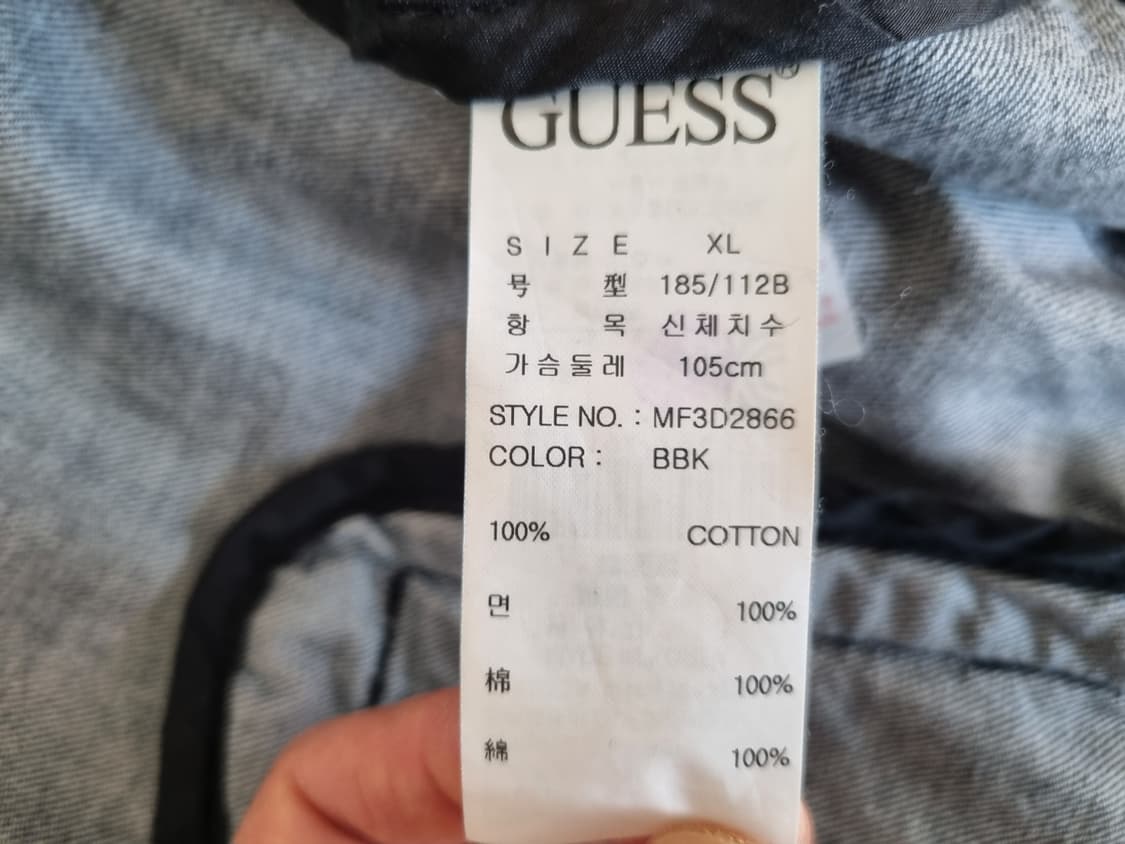 GUESS®
SIZE XL
号型 185/112B
항목 신체치수
가슴둘레 105cm
STYLE NO. : MF3D2866
COLOR : BBK
100% COTTON
면 100%
棉 100%
綿 100%